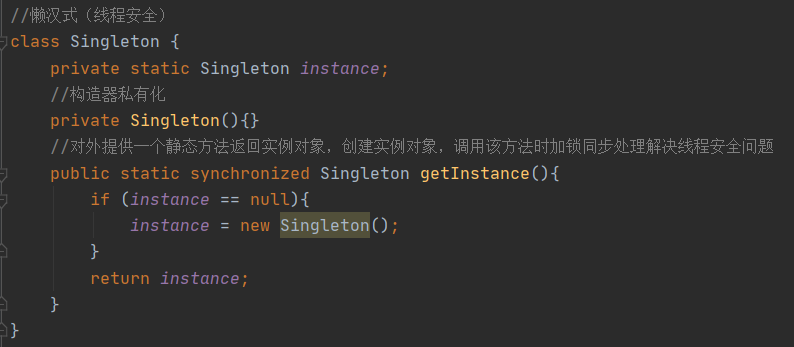 //懒汉式（线程安全）
class Singleton {
    private static Singleton instance;
    //构造器私有化
    private Singleton(){}
    //对外提供一个静态方法返回实例对象，创建实例对象，调用该方法时加锁同步处理解决线程安全问题
    public static synchronized Singleton getInstance(){
        if (instance == null){
            instance = new Singleton();
        }
        return instance;
    }
}